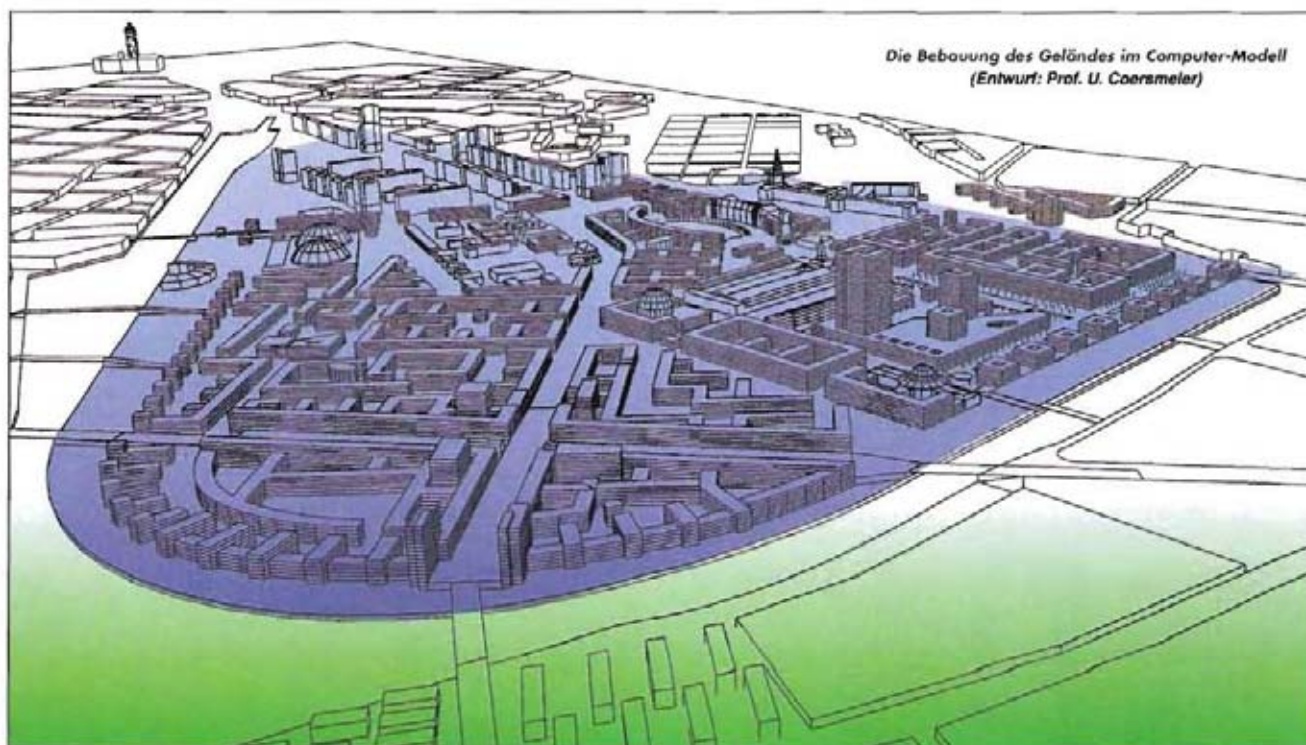 Die Bebauung des Geländes im Computer-Modell
(Entwurf: Prof. U. Coersmeier)